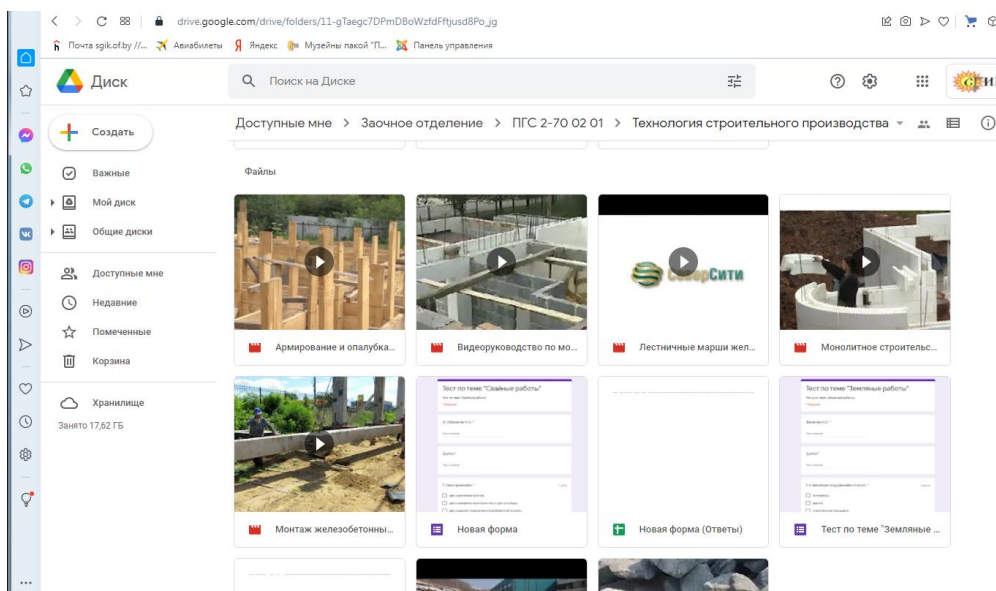 drive.google.com/drive/folders/11-gTaegc7DPmDBoWzfdFftjusd8Po_jg
Почта sgik.of.by //... Авиабилеты Яндекс Музейны пакой "П... Панель управления
Диск
Поиск на Диске
Создать
Доступные мне > Заочное отделение > ПГС 2-70 02 01 > Технология строительного производства
Важные
Мой диск
Общие диски
Доступные мне
Недавние
Помеченные
Корзина
Хранилище
Занято 17,62 ГБ
Файлы
Армирование и опалубка...
Видеоруководство по мо...
СеверСити
Лестничные марши жел...
Монолитное строительс...
Монтаж железобетонны...
Тест по теме "Свайные работы"
Новая форма
Новая форма (Ответы)
Тест по теме "Земляные работы"
Тест по теме "Земляные ...